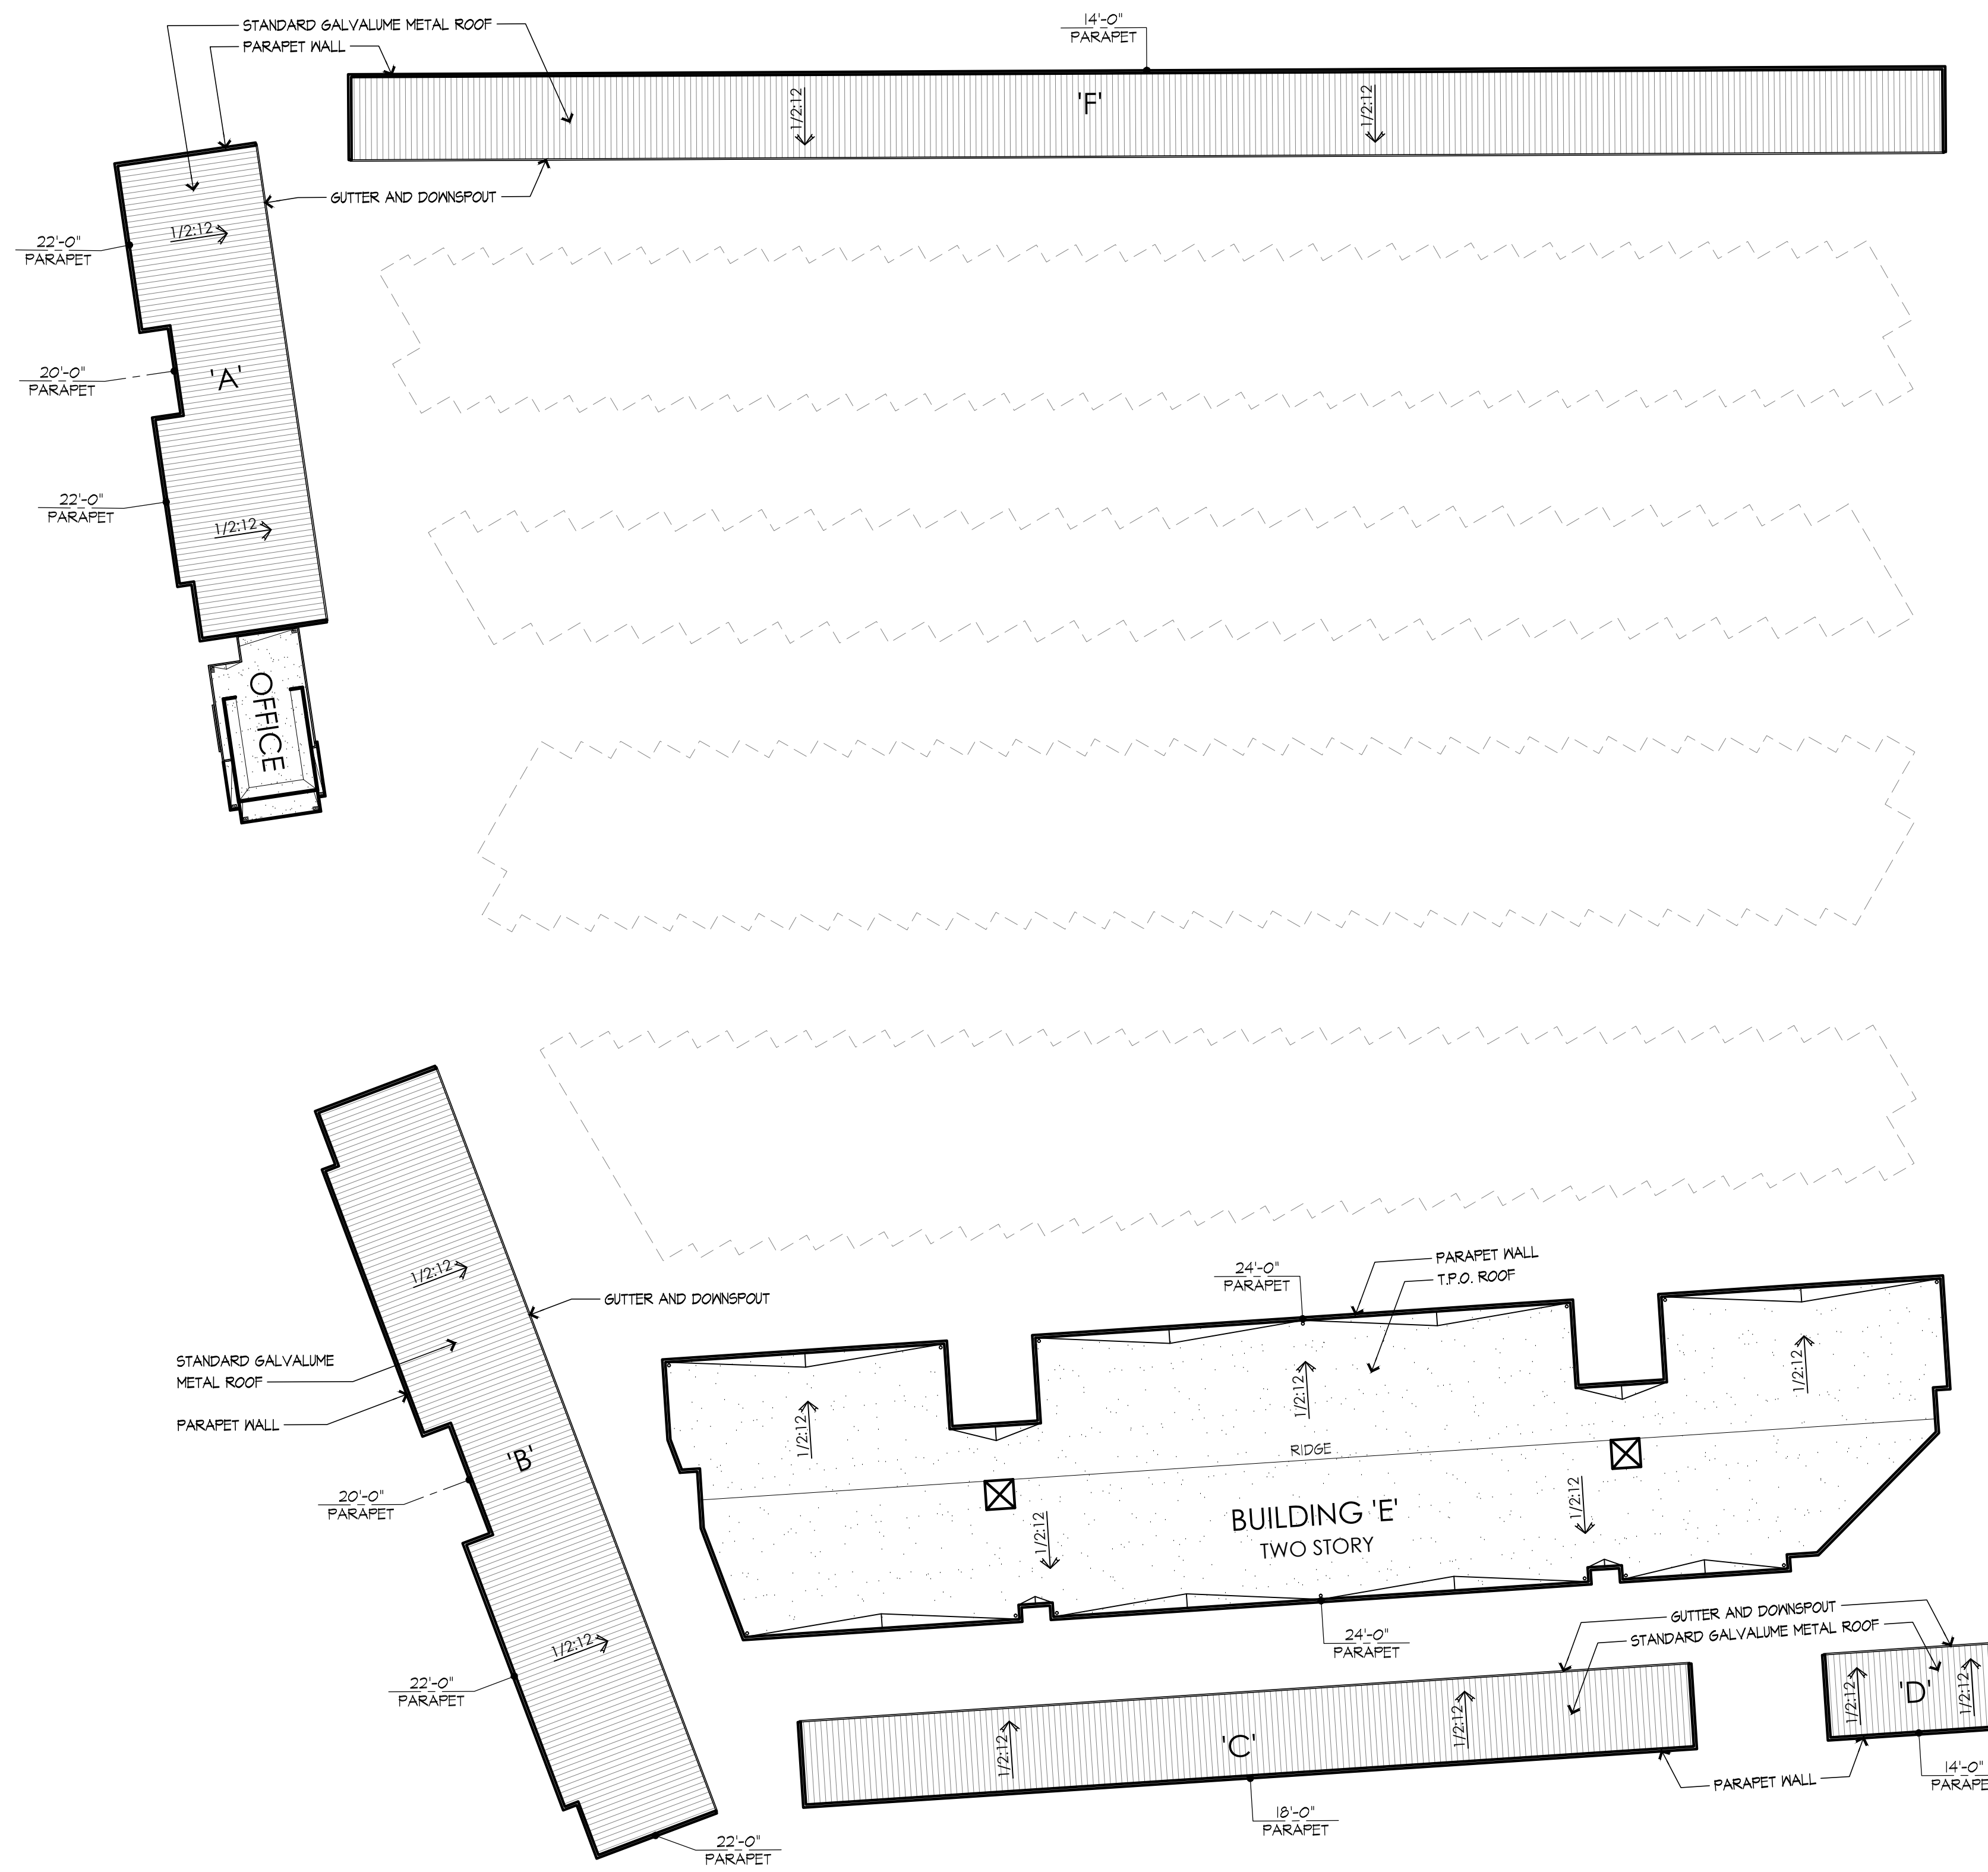 STANDARD GALVALUME METAL ROOF
PARAPET WALL
14'-0"
PARAPET
1/2:12
'F'
1/2:12
GUTTER AND DOWNSPOUT
1/2:12
22'-0"
PARAPET
20'-0"
PARAPET
'A'
22'-0"
PARAPET
1/2:12
OFFICE
1/2:12
GUTTER AND DOWNSPOUT
STANDARD GALVALUME
METAL ROOF
PARAPET WALL
'B'
20'-0"
PARAPET
1/2:12
22'-0"
PARAPET
22'-0"
PARAPET
24'-0"
PARAPET
PARAPET WALL
T.P.O. ROOF
1/2:12
1/2:12
1/2:12
RIDGE
1/2:12
1/2:12
BUILDING 'E'
TWO STORY
24'-0"
PARAPET
GUTTER AND DOWNSPOUT
STANDARD GALVALUME METAL ROOF
1/2:12
1/2:12
'C'
18'-0"
PARAPET
1/2:12
'D'
1/2:12
PARAPET WALL
14'-0"